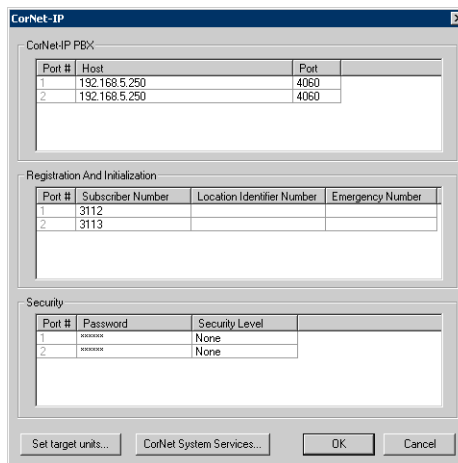 CorNet-IP
CorNet-IP PBX
Port # Host Port
1 192.168.5.250 4060
2 192.168.5.250 4060
Registration And Initialization
Port # Subscriber Number Location Identifier Number Emergency Number
1 3112
2 3113
Security
Port # Password Security Level
1 ****** None
2 ****** None
Set target units... CorNet System Services... OK Cancel